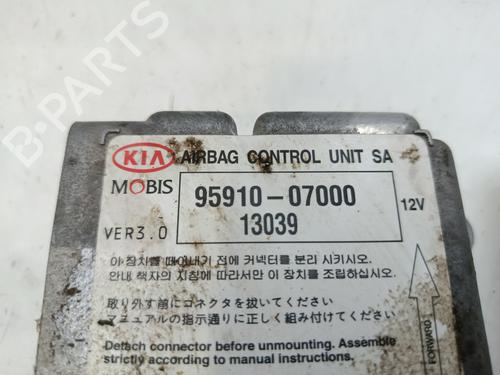 B-PARTS
KIA AIRBAG CONTROL UNIT SA
MOBIS
95910-07000
13039
12V
VER3.0
이 장치를 떼어내기 전에 커넥터를 분리 시키시오.
안내 책자의 지침에 따라서만 이 장치를 조립하십시오.
取り外す前にコネクタを抜いてください
マニュアルの指示通りに正しく組み付けてください
Detach connector before unmounting. Assemble
strictly according to manual instructions.
FORWARD